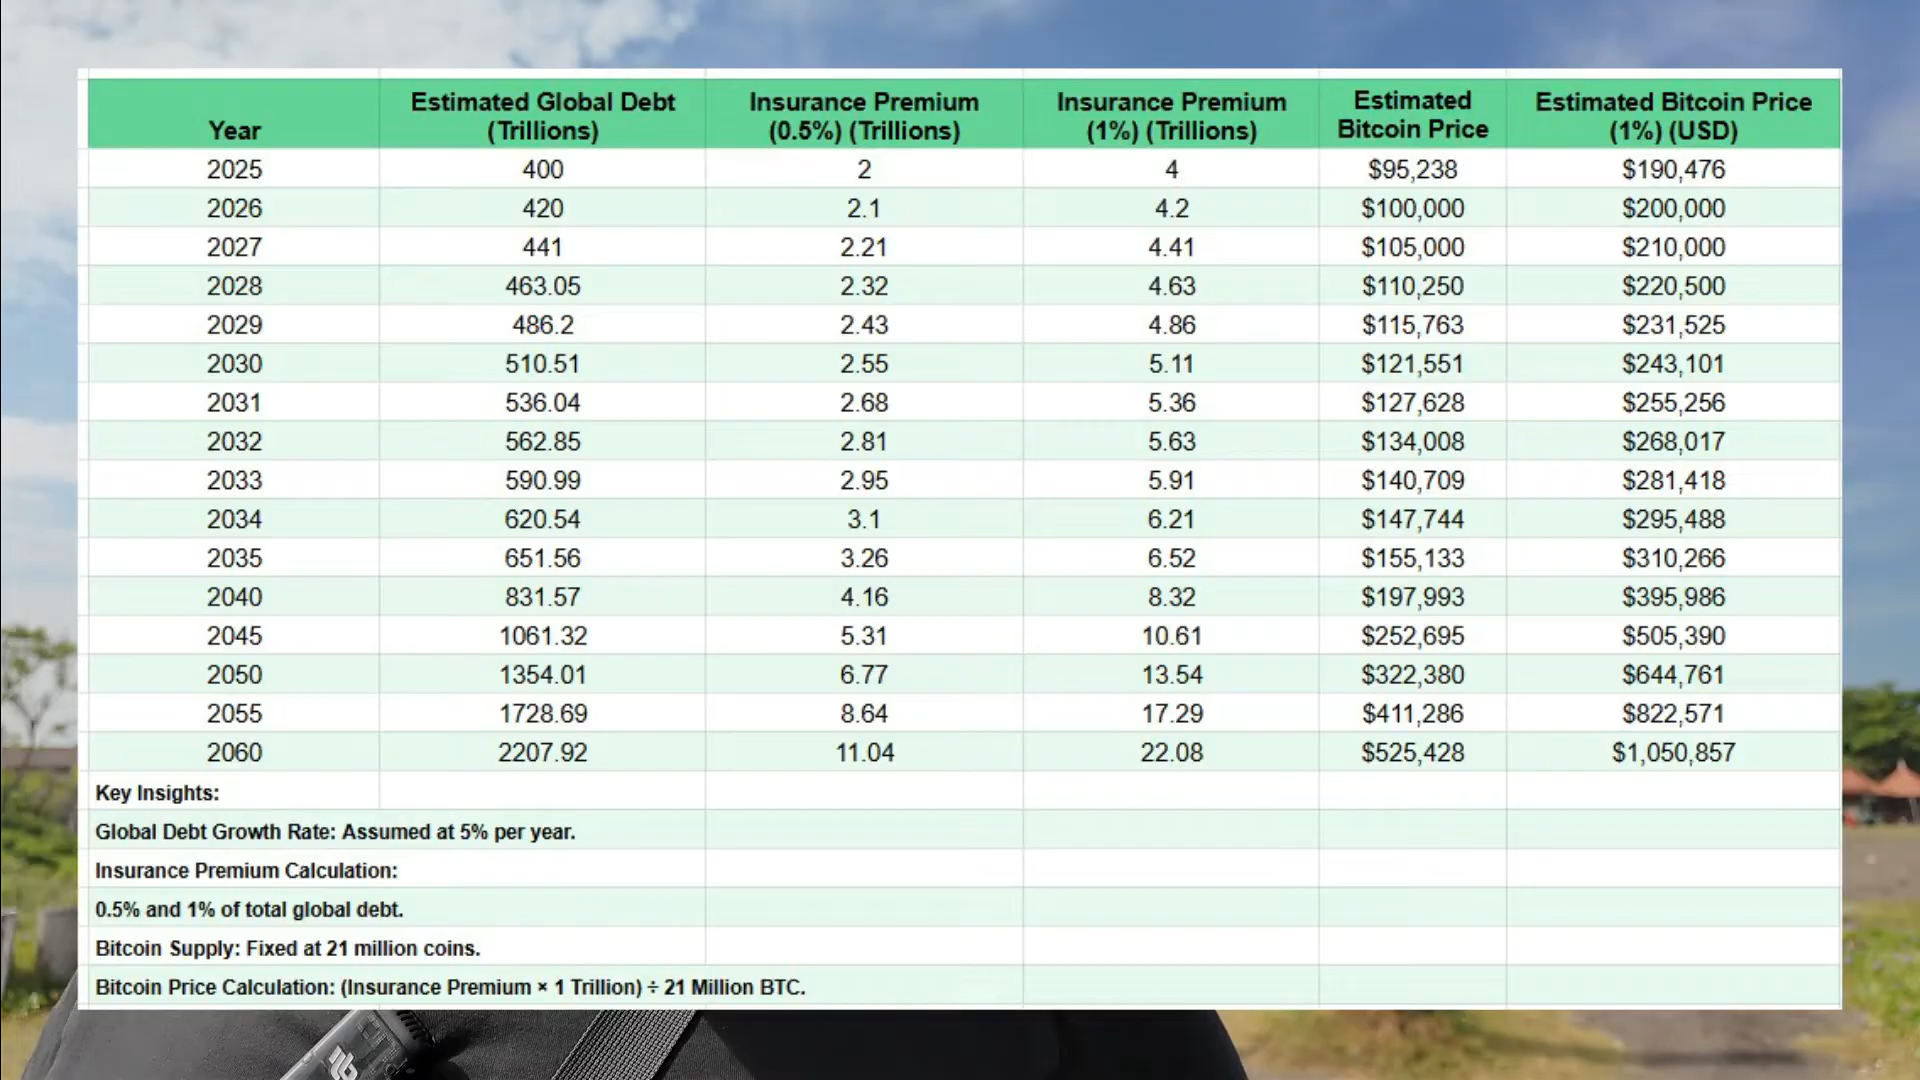 Year Estimated Global Debt (Trillions) Insurance Premium (0.5%) (Trillions) Insurance Premium (1%) (Trillions) Estimated Bitcoin Price Estimated Bitcoin Price (1%) (USD)
2025 400 2 4 $95,238 $190,476
2026 420 2.1 4.2 $100,000 $200,000
2027 441 2.21 4.41 $105,000 $210,000
2028 463.05 2.32 4.63 $110,250 $220,500
2029 486.2 2.43 4.86 $115,763 $231,525
2030 510.51 2.55 5.11 $121,551 $243,101
2031 536.04 2.68 5.36 $127,628 $255,256
2032 562.85 2.81 5.63 $134,008 $268,017
2033 590.99 2.95 5.91 $140,709 $281,418
2034 620.54 3.1 6.21 $147,744 $295,488
2035 651.56 3.26 6.52 $155,133 $310,266
2040 831.57 4.16 8.32 $197,993 $395,986
2045 1061.32 5.31 10.61 $252,695 $505,390
2050 1354.01 6.77 13.54 $322,380 $644,761
2055 1728.69 8.64 17.29 $411,286 $822,571
2060 2207.92 11.04 22.08 $525,428 $1,050,857
Key Insights:
Global Debt Growth Rate: Assumed at 5% per year.
Insurance Premium Calculation:
0.5% and 1% of total global debt.
Bitcoin Supply: Fixed at 21 million coins.
Bitcoin Price Calculation: (Insurance Premium × 1 Trillion) ÷ 21 Million BTC.